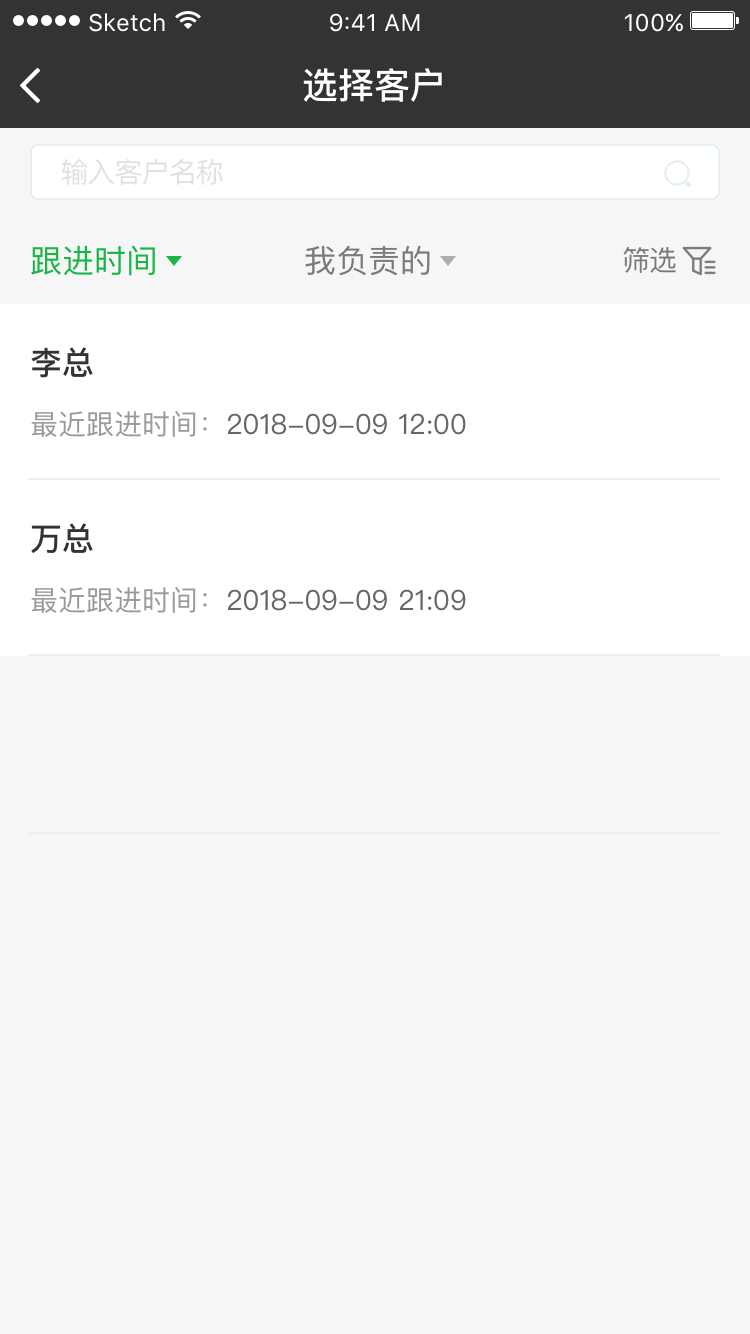 Sketch 9:41 AM 100%
选择客户
输入客户名称
跟进时间 我负责的 筛选
李总
最近跟进时间：2018-09-09 12:00
万总
最近跟进时间：2018-09-09 21:09